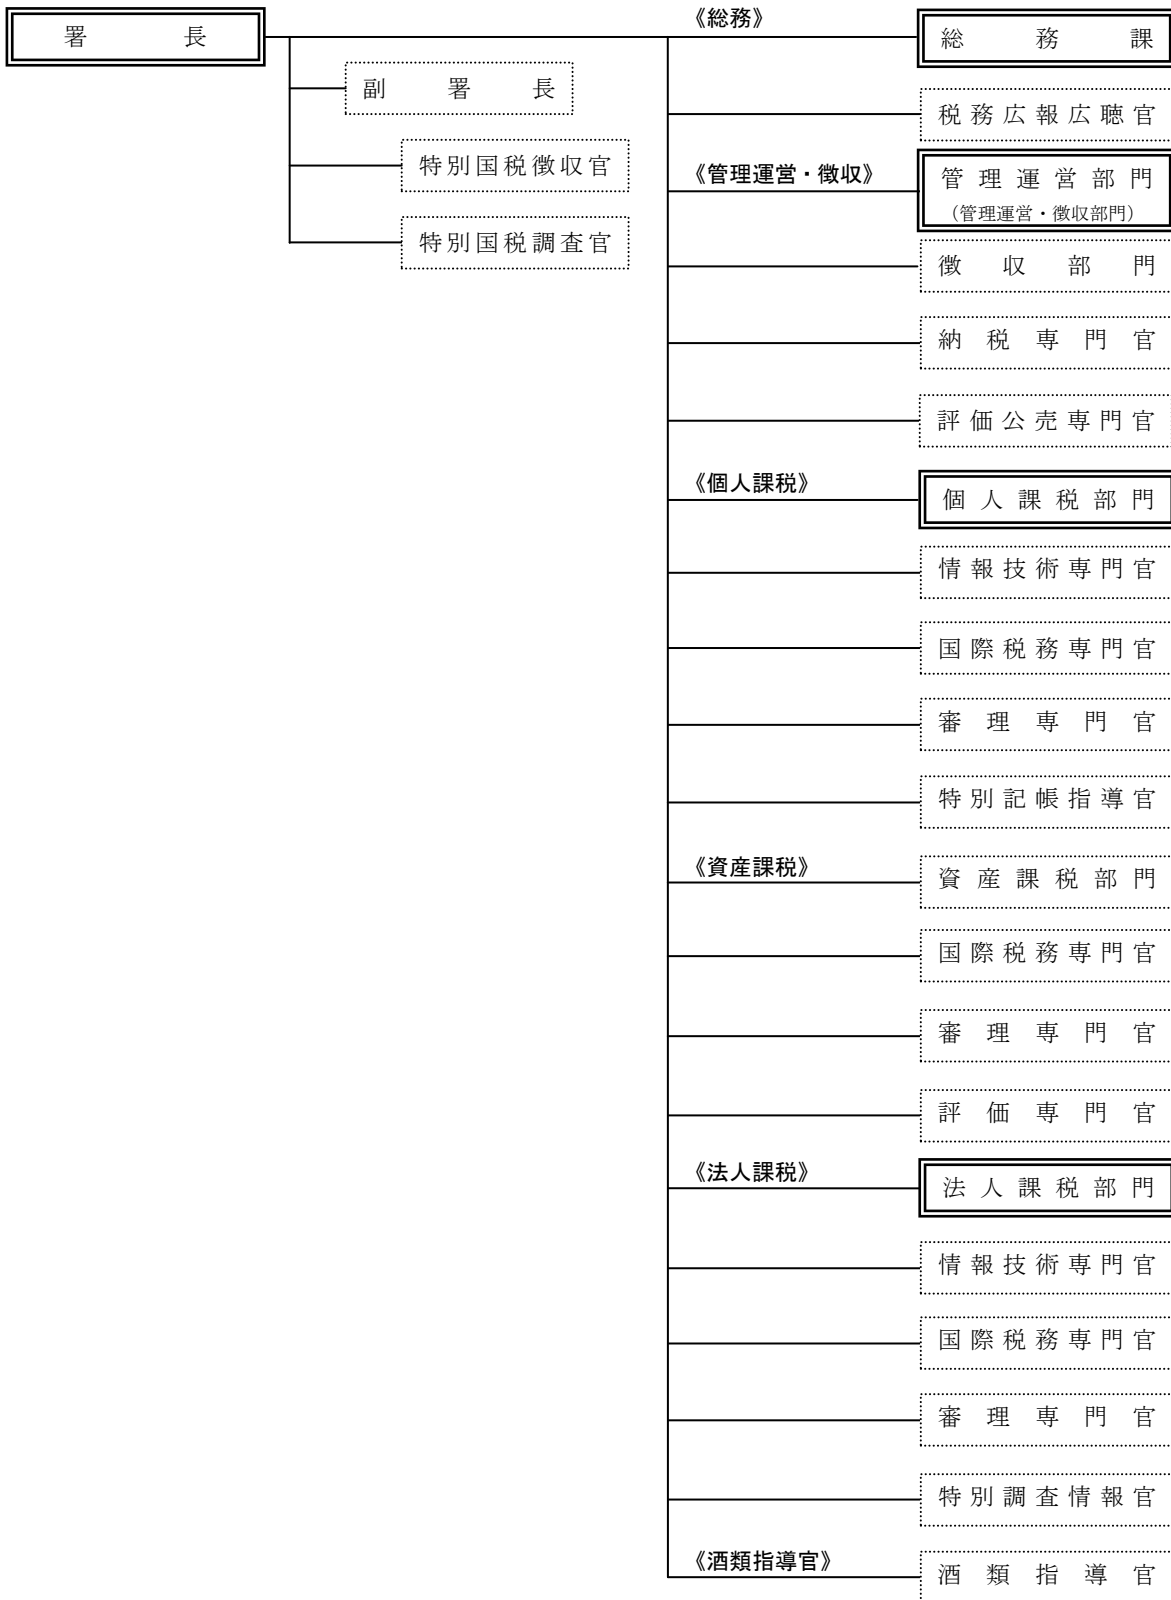 署長
副署長
特別国税徴収官
特別国税調査官
《総務》
総務課
税務広報広聴官
《管理運営・徴収》
管理運営部門
(管理運営・徴収部門)
徴収部門
納税専門官
評価公売専門官
《個人課税》
個人課税部門
情報技術専門官
国際税務専門官
審理専門官
特別記帳指導官
《資産課税》
資産課税部門
国際税務専門官
審理専門官
評価専門官
《法人課税》
法人課税部門
情報技術専門官
国際税務専門官
審理専門官
特別調査情報官
《酒類指導官》
酒類指導官